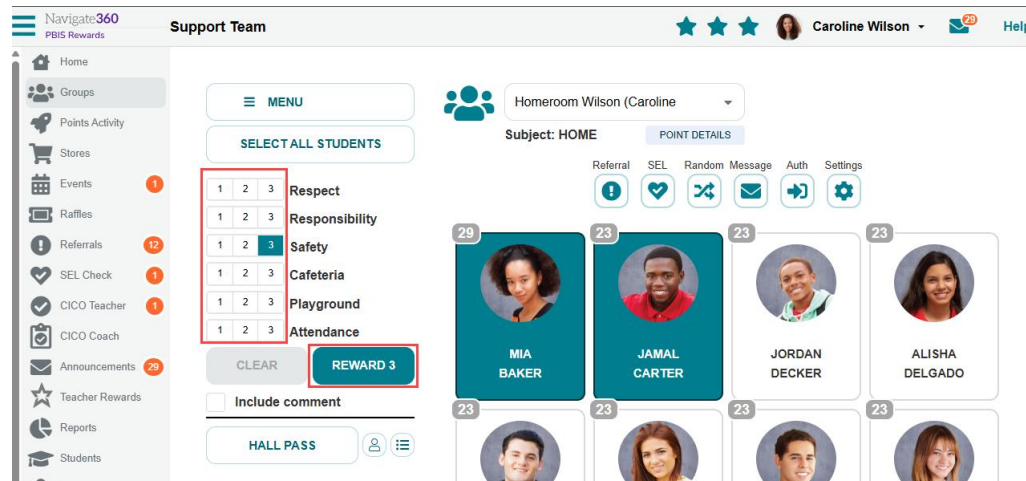 Navigate360
PBIS Rewards
Support Team
Caroline Wilson
29
Help
Home
Groups
Points Activity
Stores
Events 1
Raffles
Referrals 12
SEL Check 1
CICO Teacher 1
CICO Coach
Announcements 29
Teacher Rewards
Reports
Students
MENU
SELECT ALL STUDENTS
1 2 3 Respect
1 2 3 Responsibility
1 2 3 Safety
1 2 3 Cafeteria
1 2 3 Playground
1 2 3 Attendance
CLEAR REWARD 3
Include comment
HALL PASS
Homeroom Wilson (Caroline
Subject: HOME POINT DETAILS
Referral SEL Random Message Auth Settings
29 23 23 23
MIA BAKER
JAMAL CARTER
JORDAN DECKER
ALISHA DELGADO
23 23 23 23